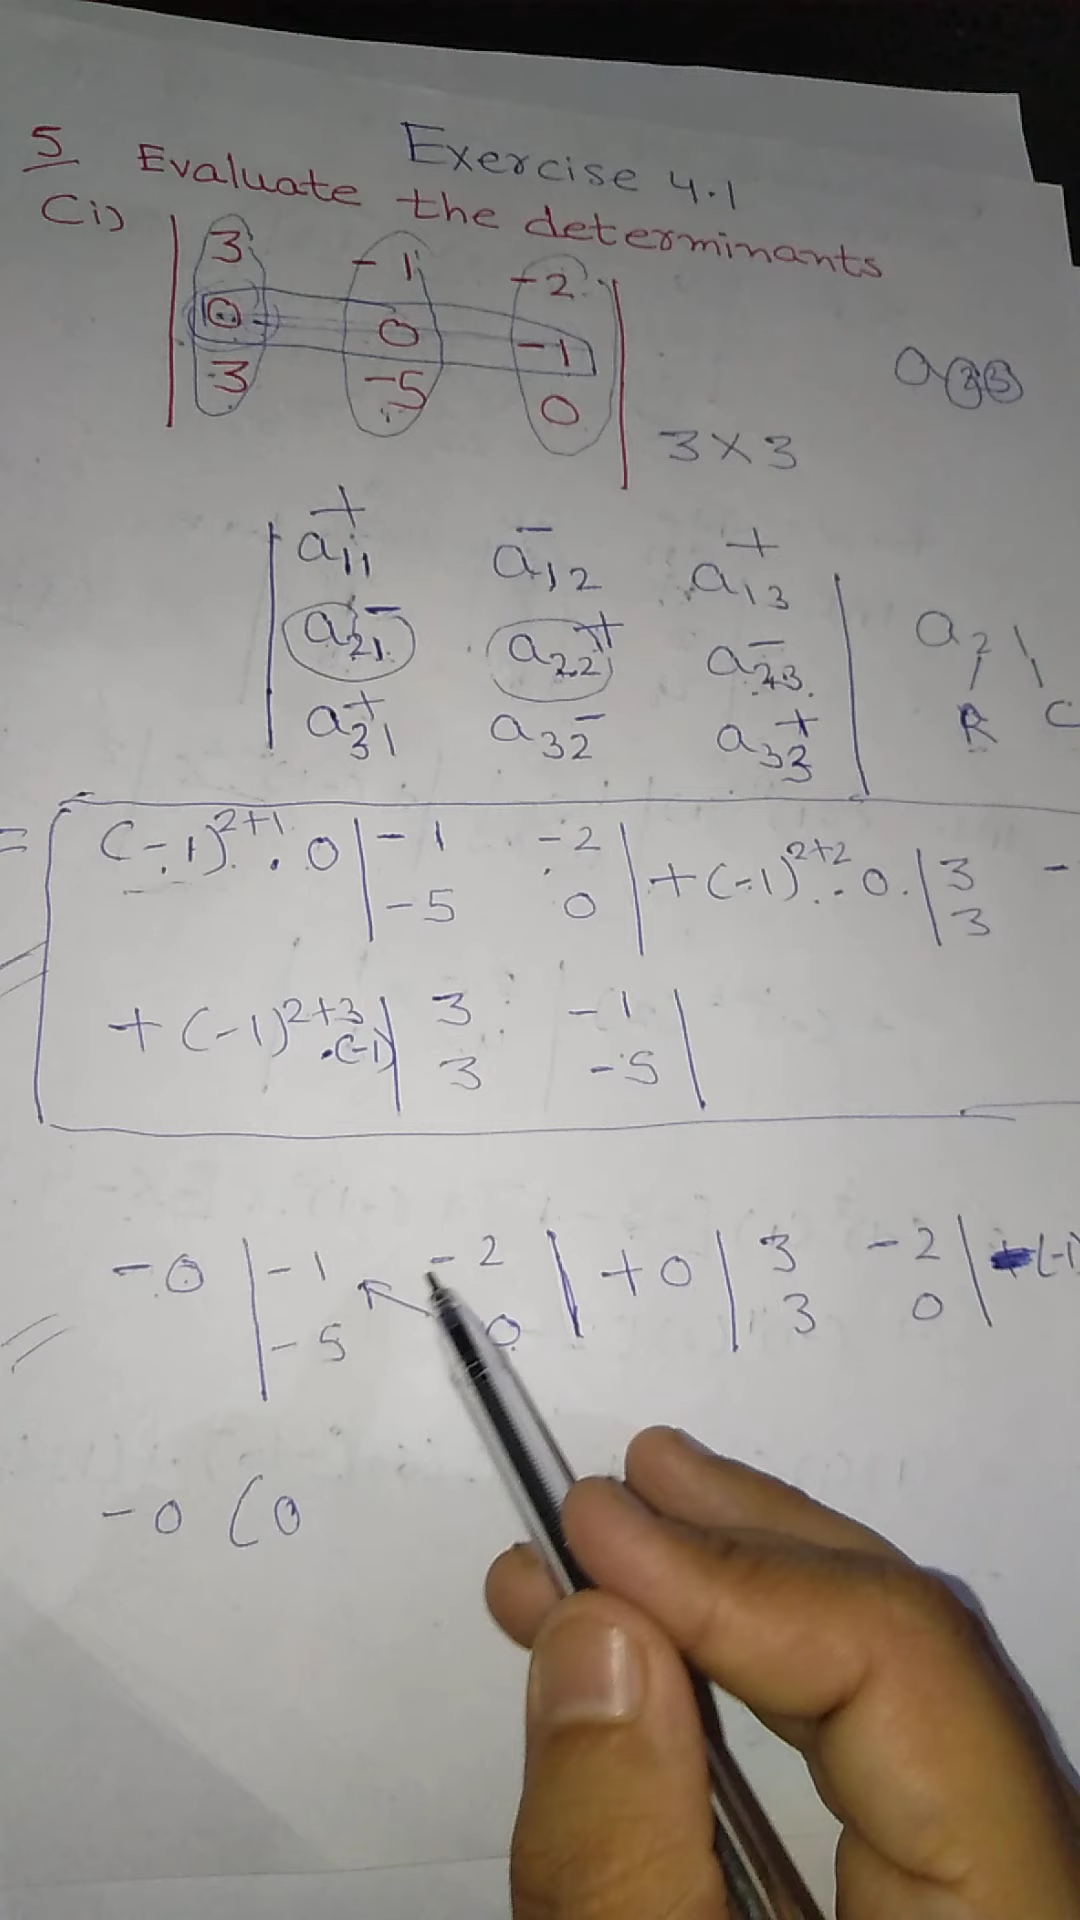 Exercise 4.1
5 Evaluate the determinants
(i) | 3 -1 -2 |
| 0 0 -1 |
| 3 -5 0 | 3×3
| a11+ a12- a13+ |
| a21- a22+ a23- | a21
| a31+ a32- a33+ | R C
= (-1)^2+1 . 0 | -1 -2 | + (-1)^2+2 . 0 . | 3 -
| -5 0 | | 3
+ (-1)^2+3 . (-1) | 3 -1 |
| 3 -5 |
-0 | -1 -2 | + 0 | 3 -2 | (-1)
| -5 0 | | 3 0 |
-0 (0